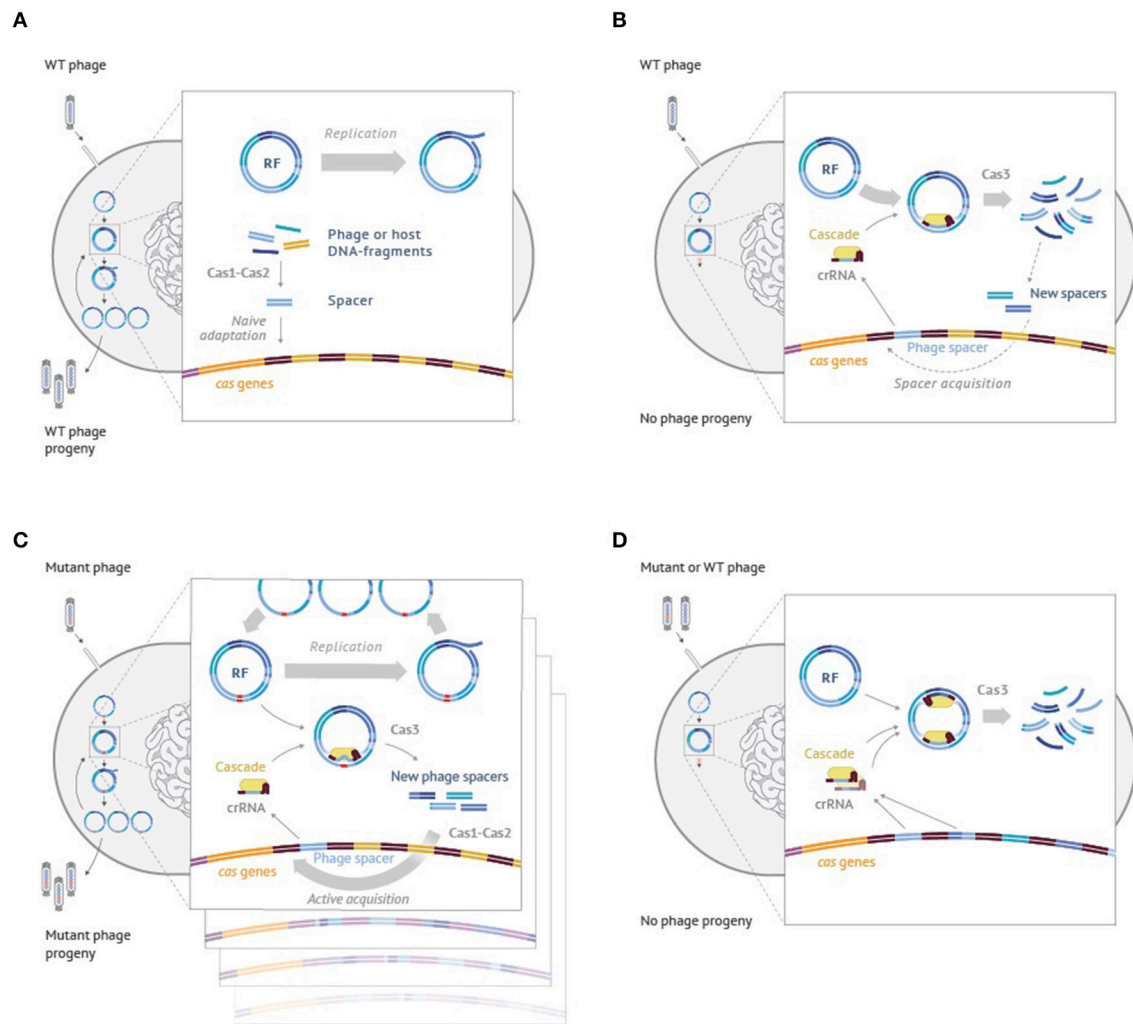 A
WT phage
RF
Replication
Phage or host
DNA-fragments
Cas1-Cas2
Spacer
Naive
adaptation
cas genes
WT phage
progeny
B
WT phage
RF
Cas3
Cascade
crRNA
New spacers
Phage spacer
cas genes
Spacer acquisition
No phage progeny
C
Mutant phage
Replication
RF
Cas3
Cascade
New phage spacers
crRNA
Cas1-Cas2
Phage spacer
cas genes
Active acquisition
Mutant phage
progeny
D
Mutant or WT phage
RF
Cas3
Cascade
crRNA
cas genes
No phage progeny